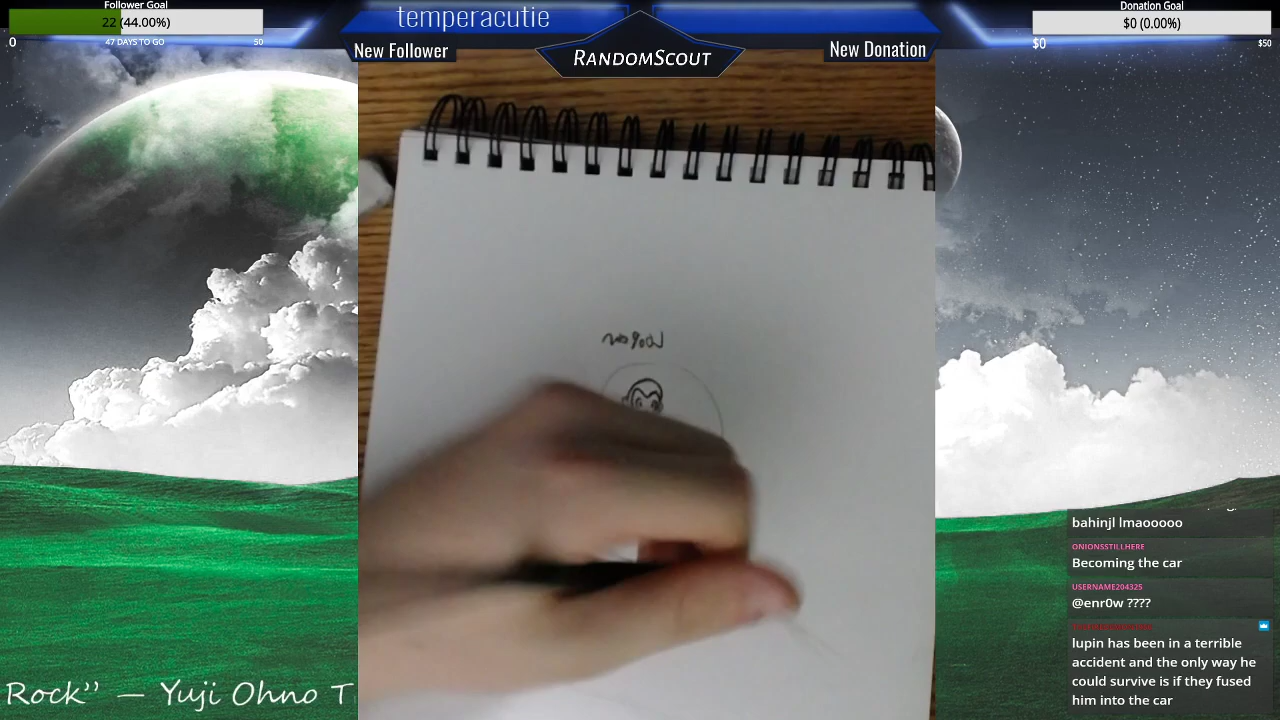 Follower Goal
22 (44.00%)
0
47 DAYS TO GO
50
temperacutie
New Follower
RANDOMSCOUT
New Donation
Donation Goal
$0 (0.00%)
$0
$50
bahinjl lmaooooo
ONIONSSTILLHERE
Becoming the car
USERNAME204325
@enr0w ????
lupin has been in a terrible
accident and the only way he
could survive is if they fused
him into the car
Rock” — Yuji Ohno T